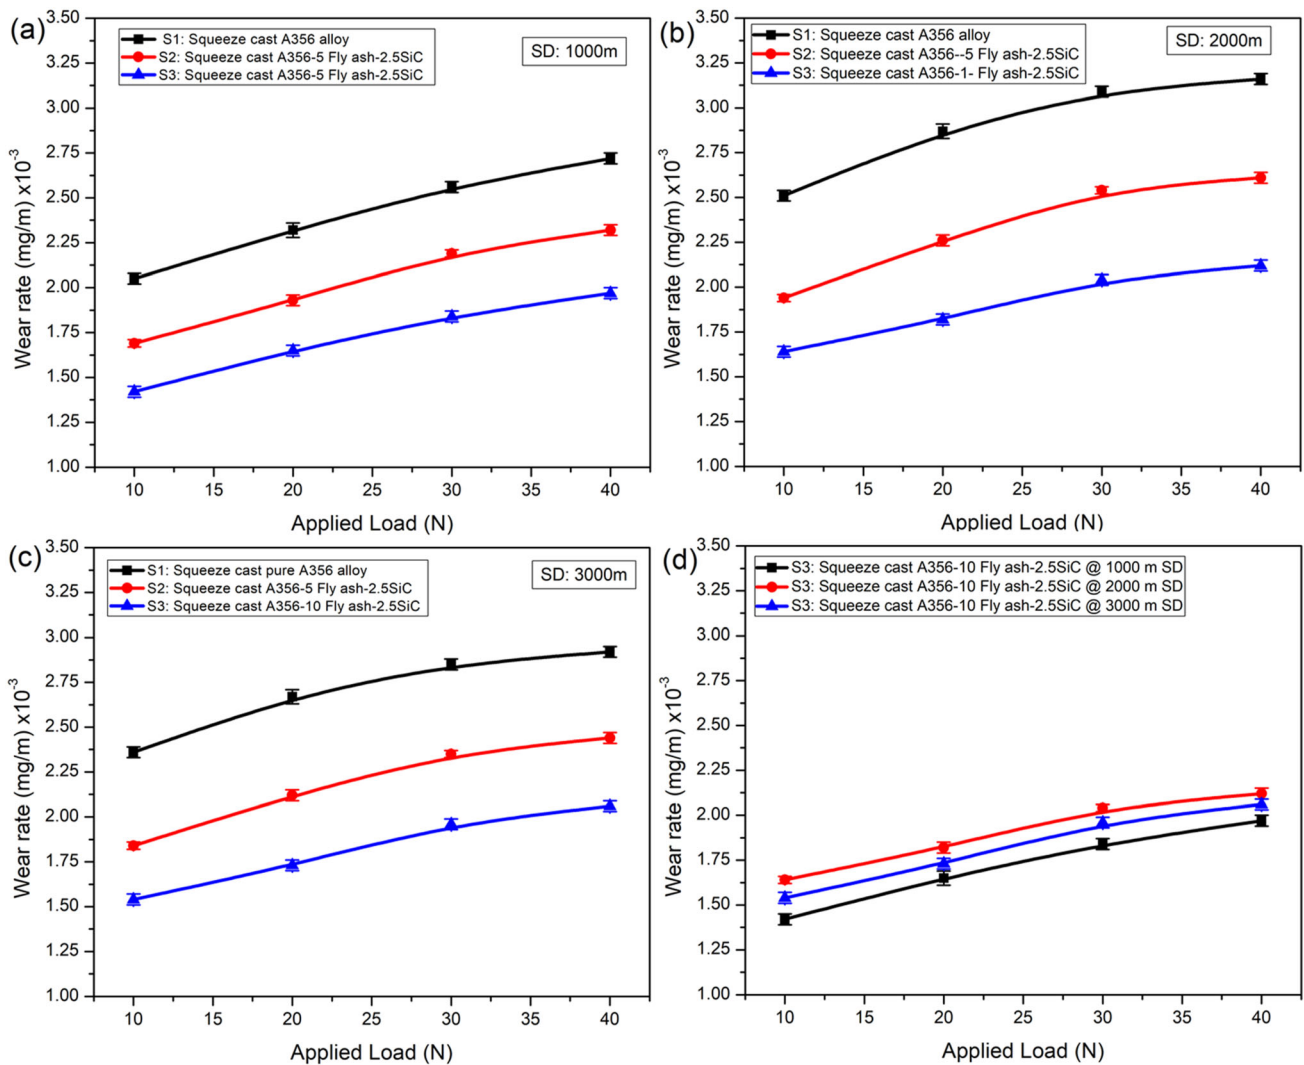 (a)
S1: Squeeze cast A356 alloy
S2: Squeeze cast A356-5 Fly ash-2.5SiC
S3: Squeeze cast A356-5 Fly ash-2.5SiC
SD: 1000m
3.50
3.25
3.00
2.75
2.50
2.25
2.00
1.75
1.50
1.25
1.00
Wear rate (mg/m) x10-3
10 15 20 25 30 35 40
Applied Load (N)
(b)
S1: Squeeze cast A356 alloy
S2: Squeeze cast A356--5 Fly ash-2.5SiC
S3: Squeeze cast A356-1- Fly ash-2.5SiC
SD: 2000m
3.50
3.25
3.00
2.75
2.50
2.25
2.00
1.75
1.50
1.25
1.00
Wear rate (mg/m) x10-3
10 15 20 25 30 35 40
Applied Load (N)
(c)
S1: Squeeze cast pure A356 alloy
S2: Squeeze cast A356-5 Fly ash-2.5SiC
S3: Squeeze cast A356-10 Fly ash-2.5SiC
SD: 3000m
3.50
3.25
3.00
2.75
2.50
2.25
2.00
1.75
1.50
1.25
1.00
Wear rate (mg/m) x10-3
10 15 20 25 30 35 40
Applied Load (N)
(d)
S3: Squeeze cast A356-10 Fly ash-2.5SiC @ 1000 m SD
S3: Squeeze cast A356-10 Fly ash-2.5SiC @ 2000 m SD
S3: Squeeze cast A356-10 Fly ash-2.5SiC @ 3000 m SD
3.50
3.25
3.00
2.75
2.50
2.25
2.00
1.75
1.50
1.25
1.00
Wear rate (mg/m) x10-3
10 15 20 25 30 35 40
Applied Load (N)